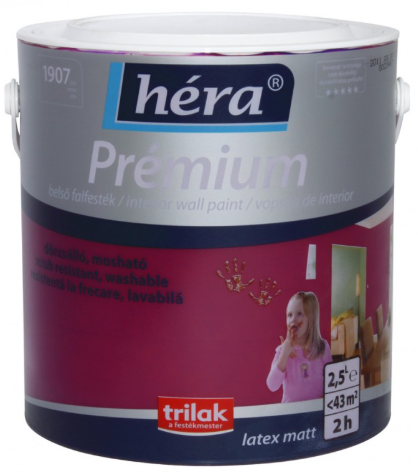 1907
héra®
Prémium
belső falfesték / interior wall paint / vopsea de interior
dörzsálló, mosható
scrub resistant, washable
rezistentă la frecare, lavabilă
2,5 L e
<43 m²
2 h
trilak
a festékmester
latex matt